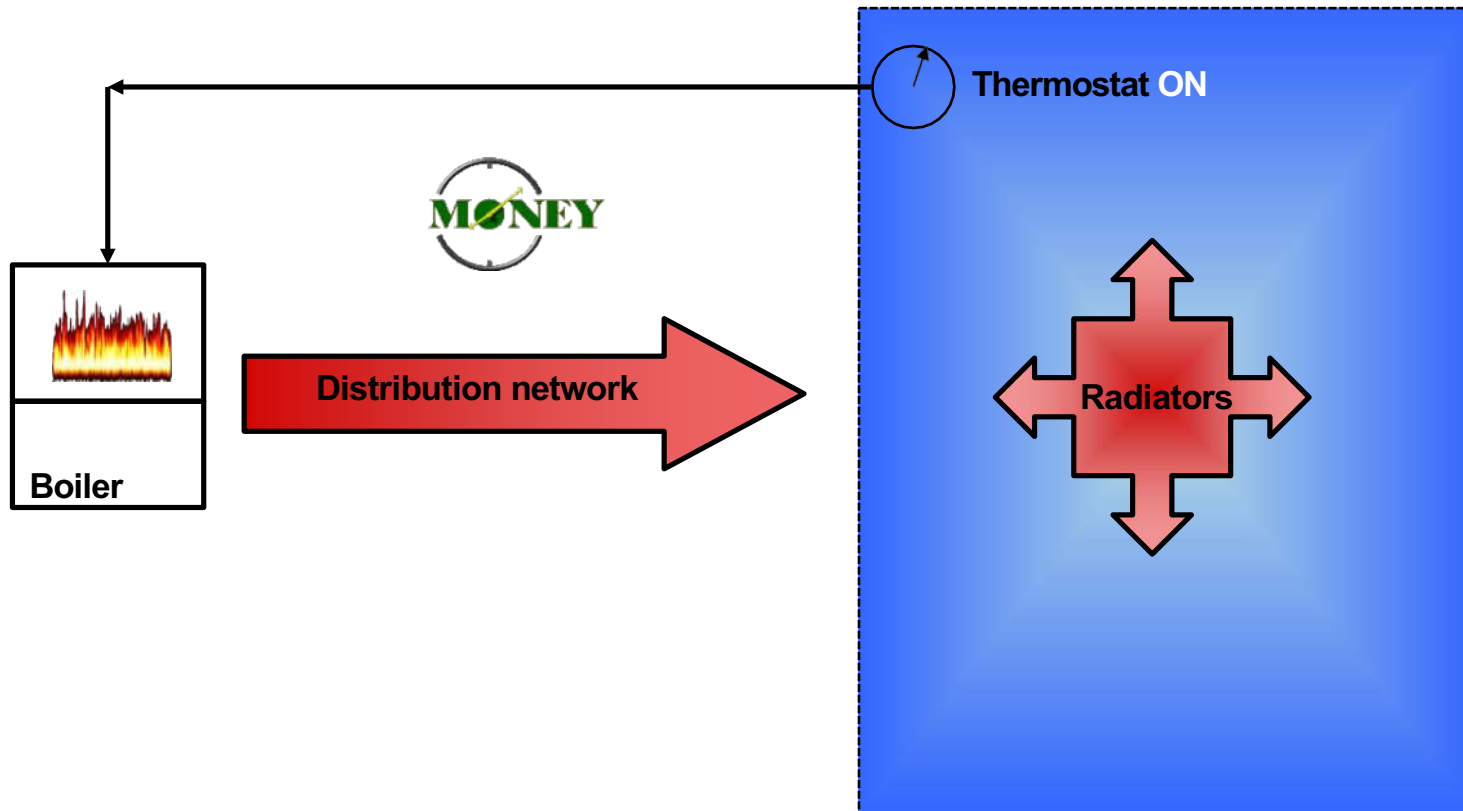 Thermostat ON
MONEY
Distribution network
Radiators
Boiler